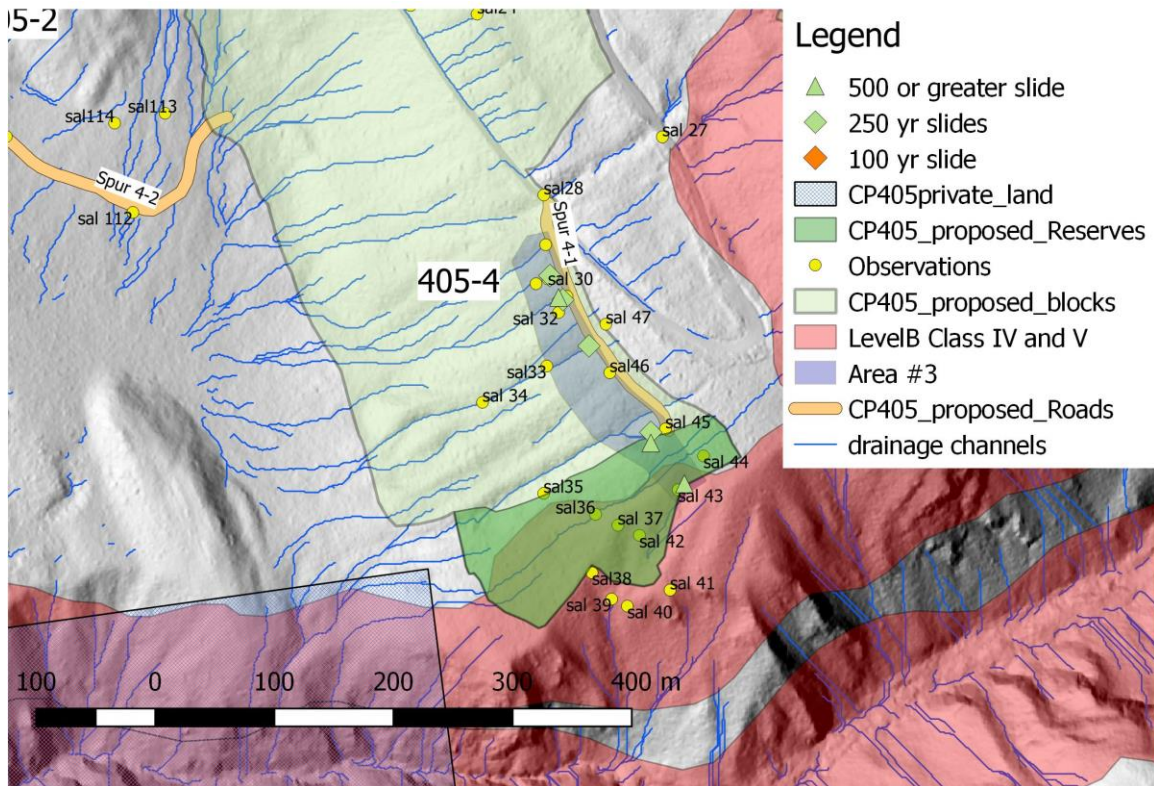 05-2
sal24
sal114
sal113
sal 27
Spur 4-2
sal 112
sal28
Spur 4-1
405-4
sal 30
sal 32
sal 47
sal33
sal46
sal 34
sal 45
sal 44
sal35
sal 43
sal36
sal 37
sal 42
sal38
sal 41
sal 39
sal 40
100 0 100 200 300 400 m
Legend
500 or greater slide
250 yr slides
100 yr slide
CP405private_land
CP405_proposed_Reserves
Observations
CP405_proposed_blocks
LevelB Class IV and V
Area #3
CP405_proposed_Roads
drainage channels